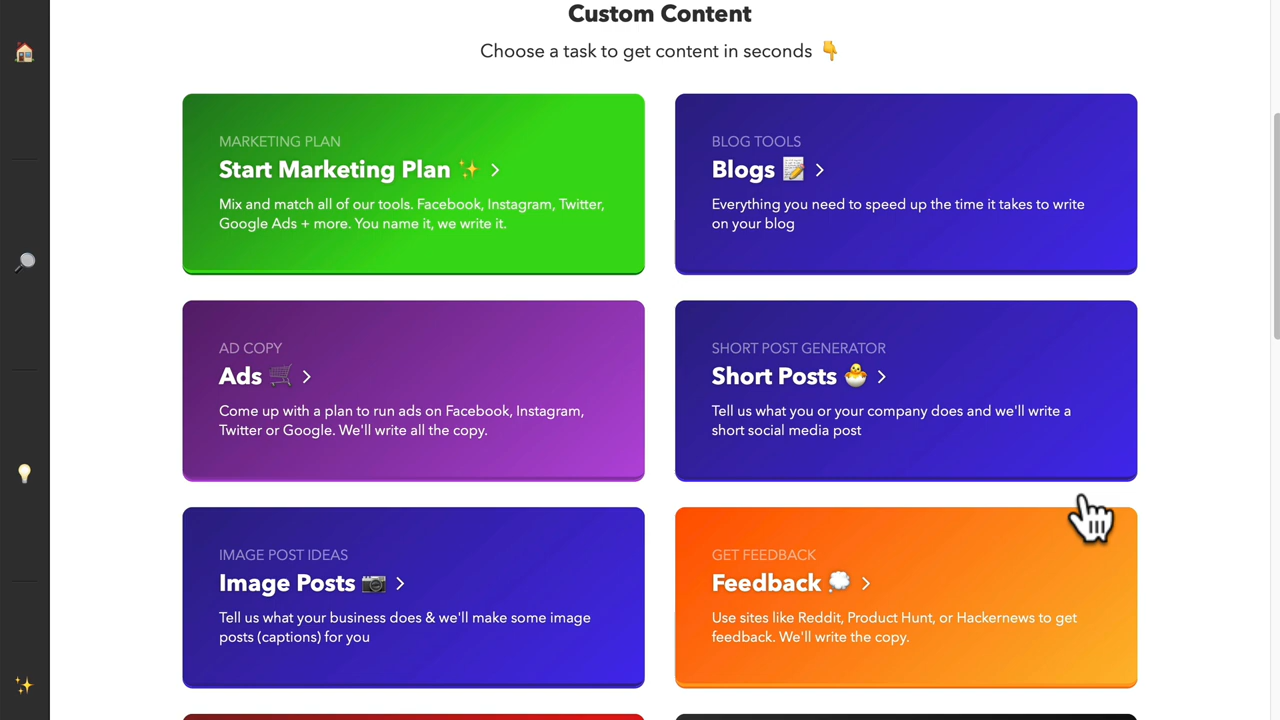 Custom Content
Choose a task to get content in seconds 👇
MARKETING PLAN
Start Marketing Plan ✨ >
Mix and match all of our tools. Facebook, Instagram, Twitter,
Google Ads + more. You name it, we write it.
BLOG TOOLS
Blogs 📝 >
Everything you need to speed up the time it takes to write
on your blog
AD COPY
Ads 🛒 >
Come up with a plan to run ads on Facebook, Instagram,
Twitter or Google. We'll write all the copy.
SHORT POST GENERATOR
Short Posts 🐣 >
Tell us what you or your company does and we'll write a
short social media post
IMAGE POST IDEAS
Image Posts 📷 >
Tell us what your business does & we'll make some image
posts (captions) for you
GET FEEDBACK
Feedback 💭 >
Use sites like Reddit, Product Hunt, or Hackernews to get
feedback. We'll write the copy.